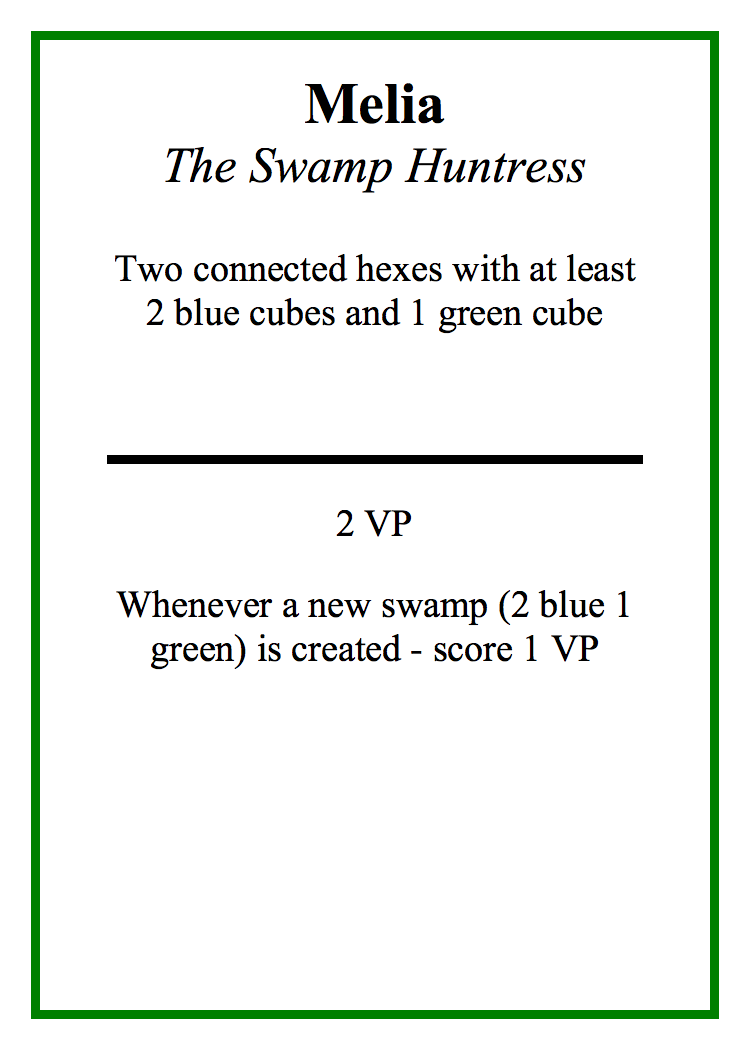 Melia
The Swamp Huntress
Two connected hexes with at least
2 blue cubes and 1 green cube
2 VP
Whenever a new swamp (2 blue 1
green) is created - score 1 VP